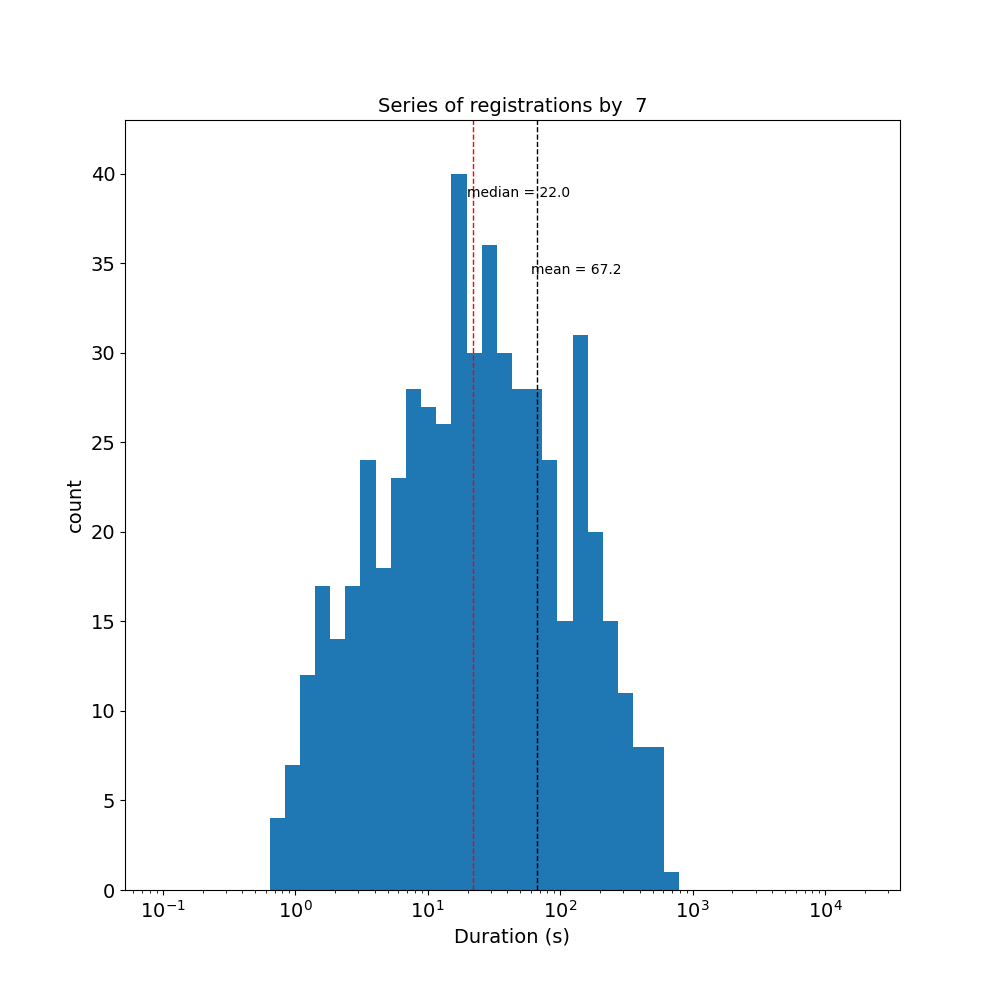 Series of registrations by  7
40
35
30
25
20
15
10
5
0
median = 22.0
mean = 67.2
count
10⁻¹ 10⁰ 10¹ 10² 10³ 10⁴
Duration (s)